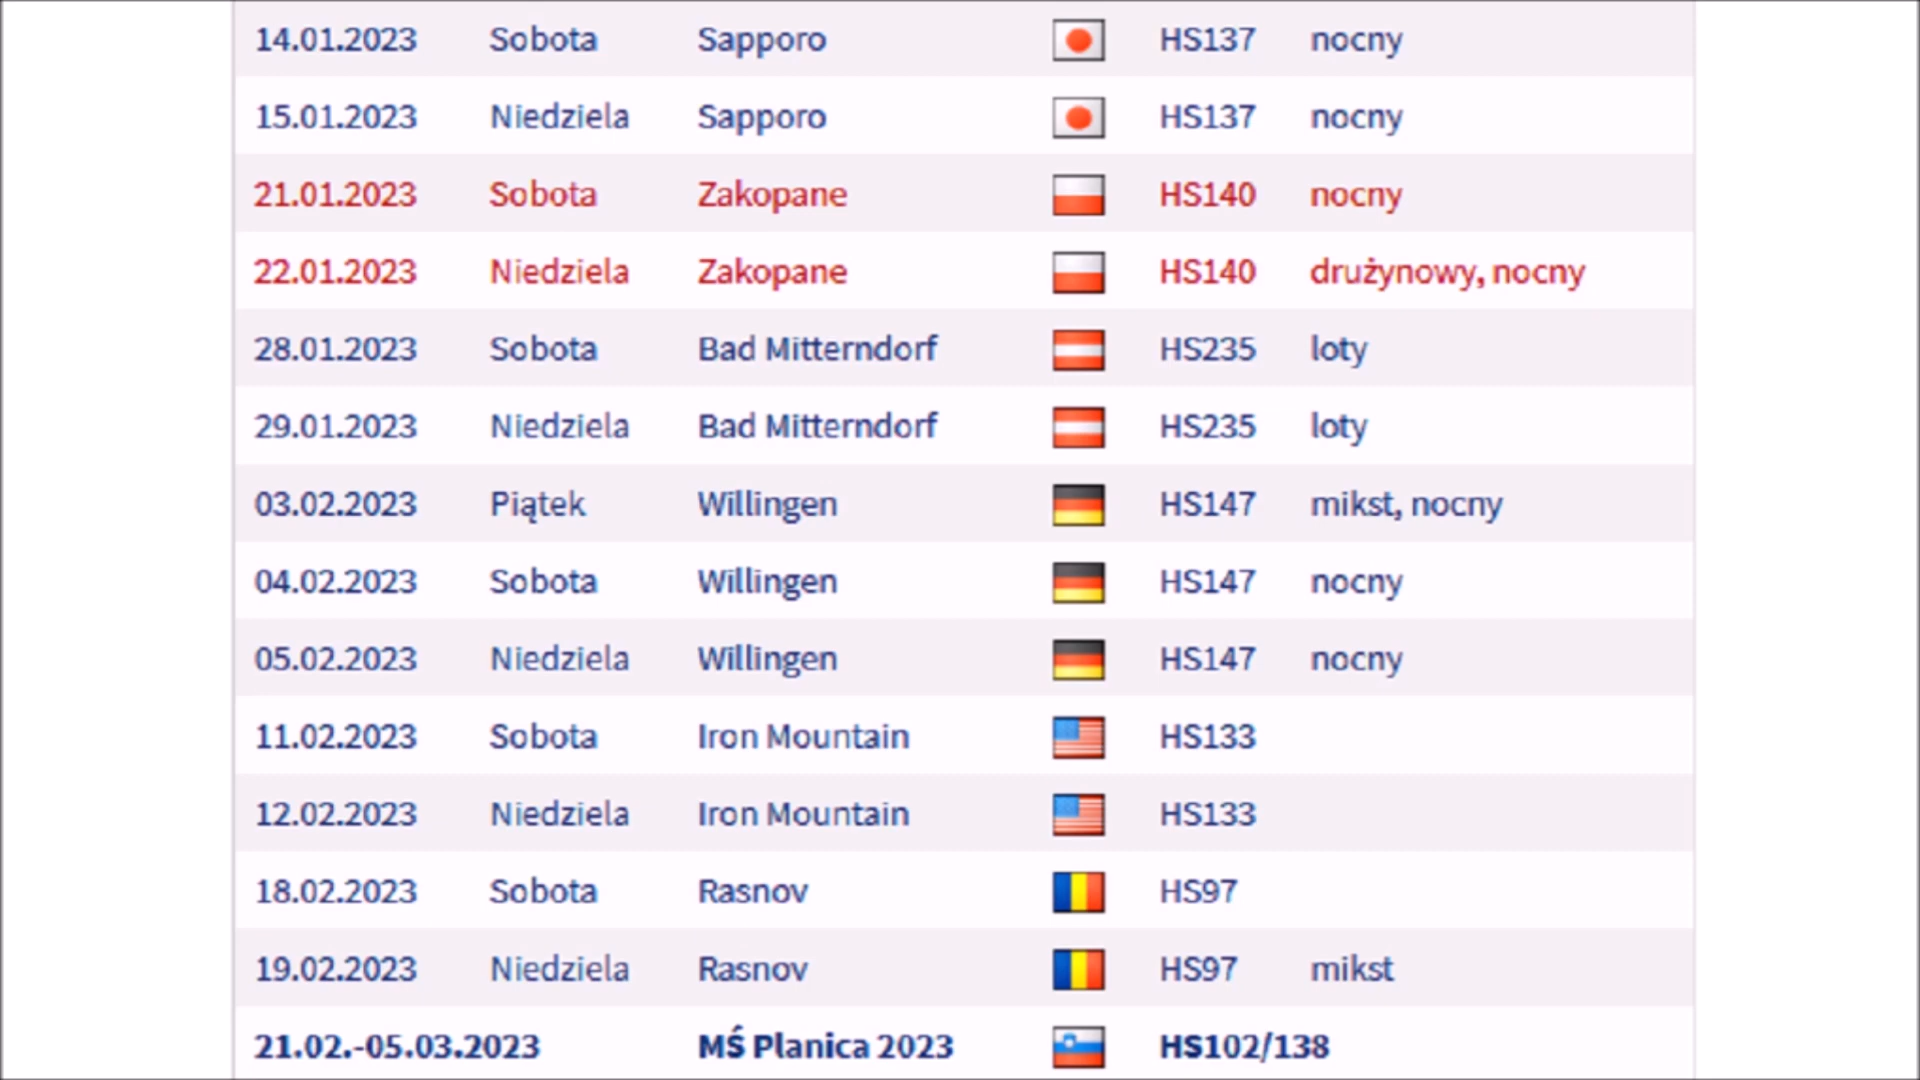 14.01.2023 Sobota Sapporo HS137 nocny
15.01.2023 Niedziela Sapporo HS137 nocny
21.01.2023 Sobota Zakopane HS140 nocny
22.01.2023 Niedziela Zakopane HS140 drużynowy, nocny
28.01.2023 Sobota Bad Mitterndorf HS235 loty
29.01.2023 Niedziela Bad Mitterndorf HS235 loty
03.02.2023 Piątek Willingen HS147 mikst, nocny
04.02.2023 Sobota Willingen HS147 nocny
05.02.2023 Niedziela Willingen HS147 nocny
11.02.2023 Sobota Iron Mountain HS133
12.02.2023 Niedziela Iron Mountain HS133
18.02.2023 Sobota Rasnov HS97
19.02.2023 Niedziela Rasnov HS97 mikst
21.02.-05.03.2023 MŚ Planica 2023 HS102/138